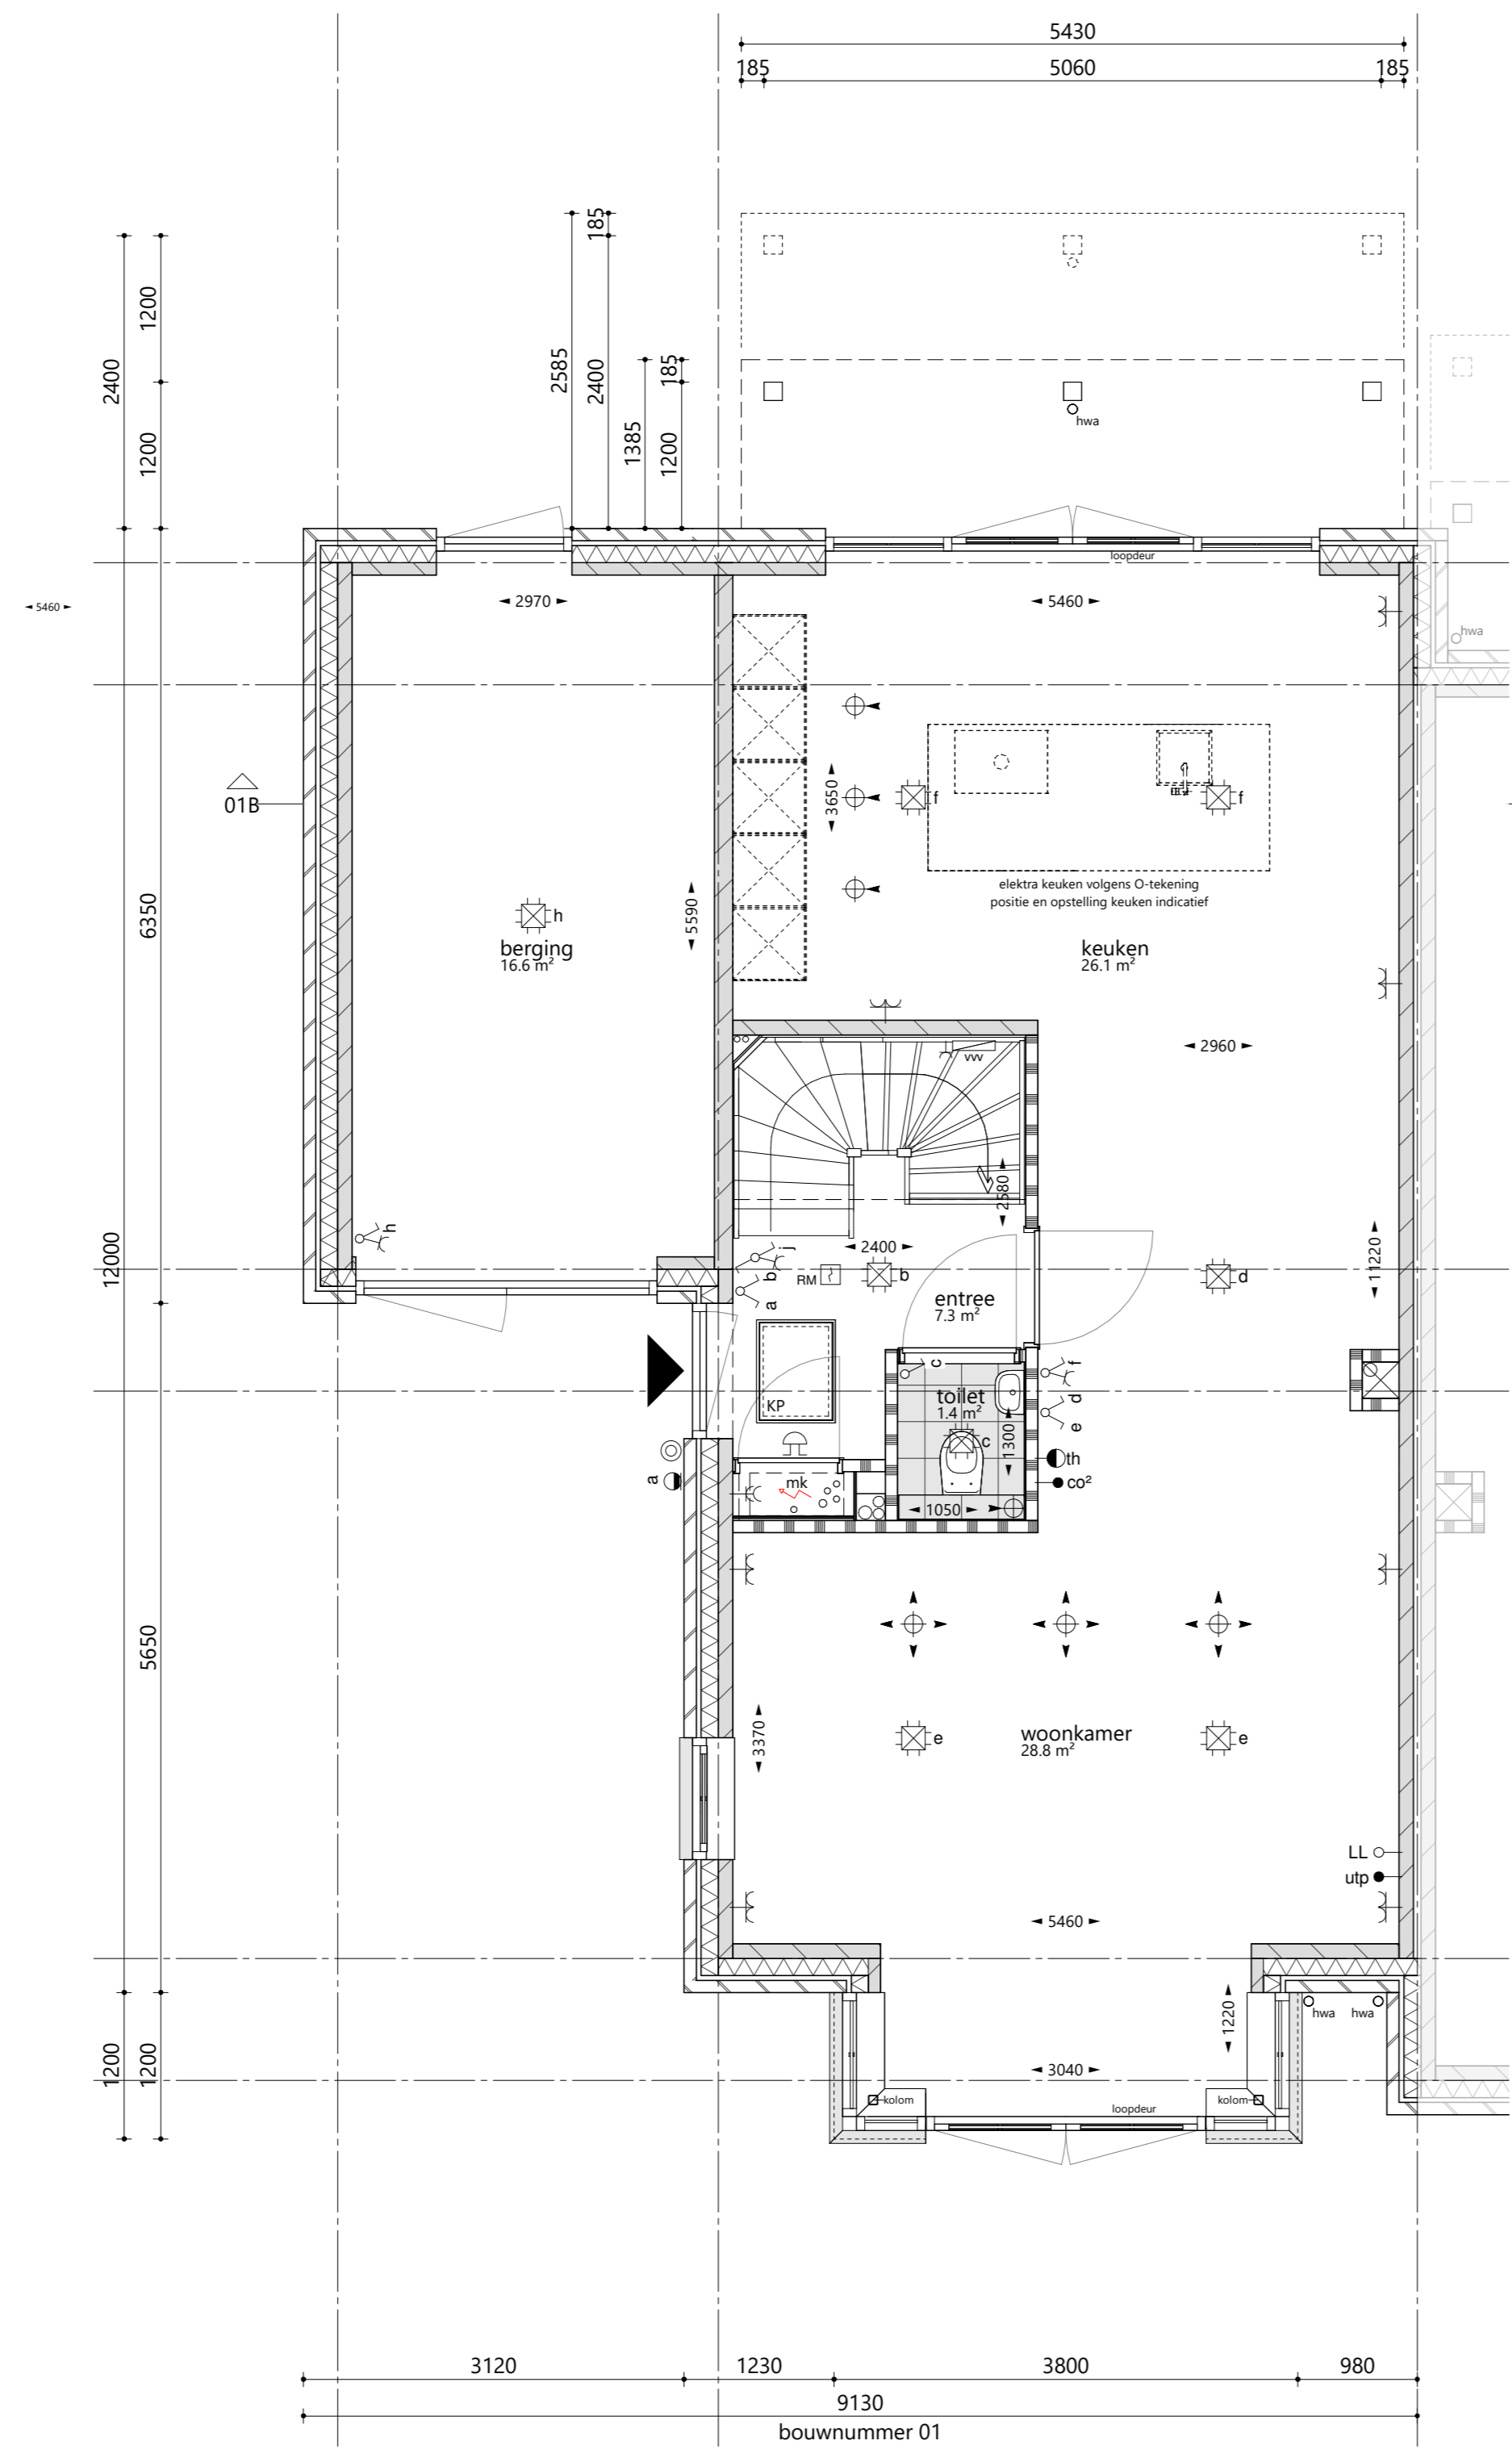 5430
185 5060 185
185
1200
2400
2585
2400
185
1385
1200
1200
hwa
loopdeur
5460
2970
5460
hwa
3650
01B
f
f
elektra keuken volgens O-tekening
positie en opstelling keuken indicatief
6350
5590
h
berging
16.6 m²
keuken
26.1 m²
2960
vvv
2580
h
12000
2400
j
b
a
RM
b
d
11220
entree
7.3 m²
c
f
toilet
1.4 m²
d
e
KP
c
1300
th
co²
a
mk
1050
5650
3370
e
woonkamer
28.8 m²
e
LL
utp
5460
1200
1200
1220
hwa hwa
3040
kolom
kolom
loopdeur
3120 1230 3800 980
9130
bouwnummer 01